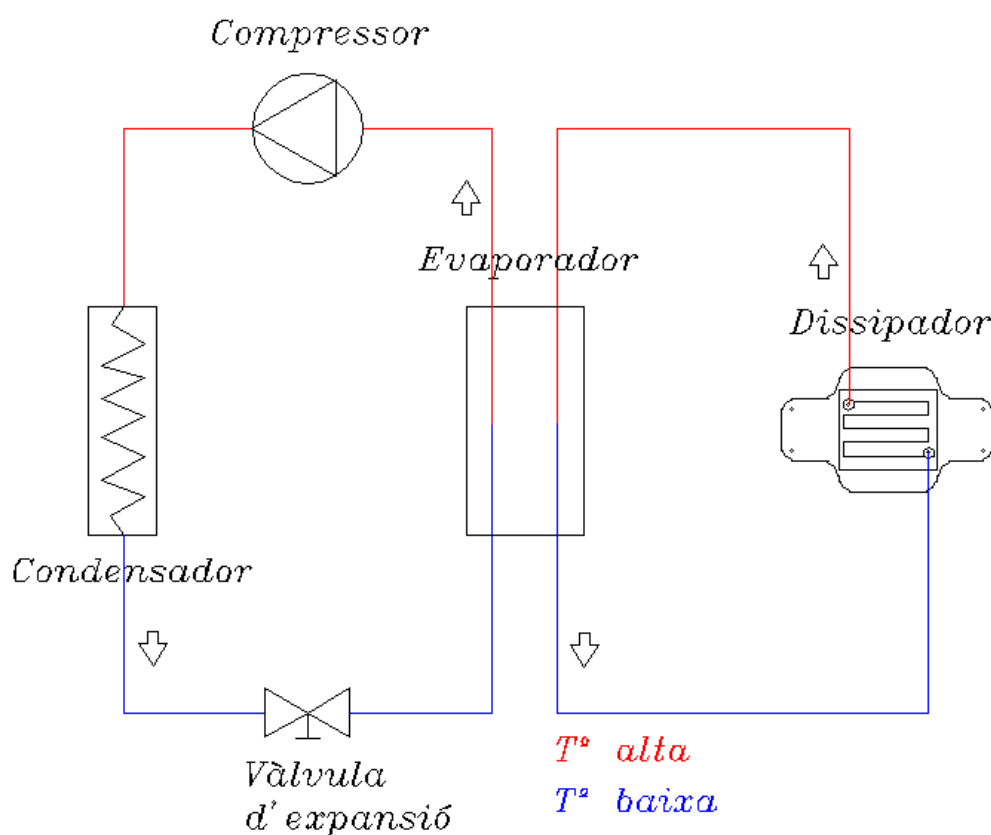 Compressor
Evaporador
Dissipador
Condensador
Vàlvula
d'expansió
Tª alta
Tª baixa